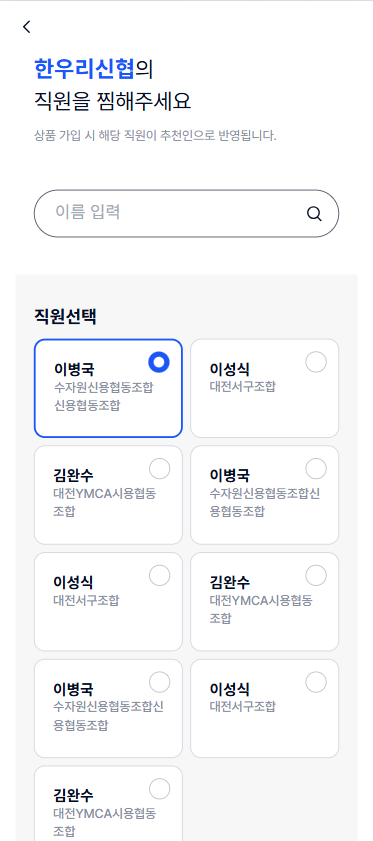 한우리신협의
직원을 찜해주세요
상품 가입 시 해당 직원이 추천인으로 반영됩니다.
이름 입력
직원선택
이병국
수자원신용협동조합
신용협동조합
이성식
대전서구조합
김완수
대전YMCA시용협동
조합
이병국
수자원신용협동조합신
용협동조합
이성식
대전서구조합
김완수
대전YMCA시용협동
조합
이병국
수자원신용협동조합신
용협동조합
이성식
대전서구조합
김완수
대전YMCA시용협동
조합